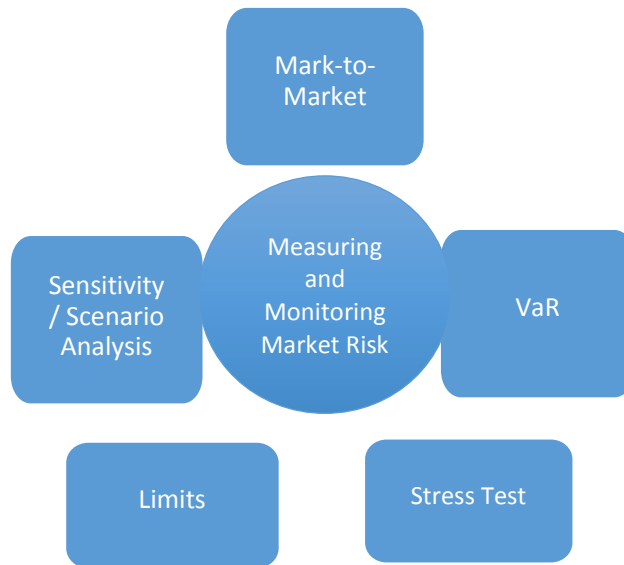 Mark-to-
Market
Measuring
and
Monitoring
Market Risk
Sensitivity
/ Scenario
Analysis
VaR
Limits
Stress Test